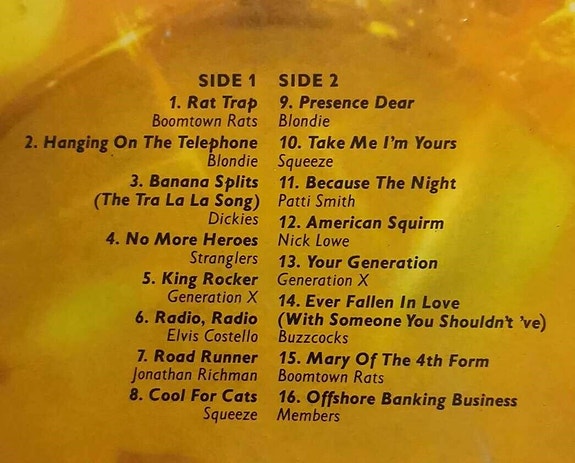 SIDE 1
1. Rat Trap
Boomtown Rats
2. Hanging On The Telephone
Blondie
3. Banana Splits
(The Tra La La Song)
Dickies
4. No More Heroes
Stranglers
5. King Rocker
Generation X
6. Radio, Radio
Elvis Costello
7. Road Runner
Jonathan Richman
8. Cool For Cats
Squeeze
SIDE 2
9. Presence Dear
Blondie
10. Take Me I'm Yours
Squeeze
11. Because The Night
Patti Smith
12. American Squirm
Nick Lowe
13. Your Generation
Generation X
14. Ever Fallen In Love
(With Someone You Shouldn't 've)
Buzzcocks
15. Mary Of The 4th Form
Boomtown Rats
16. Offshore Banking Business
Members